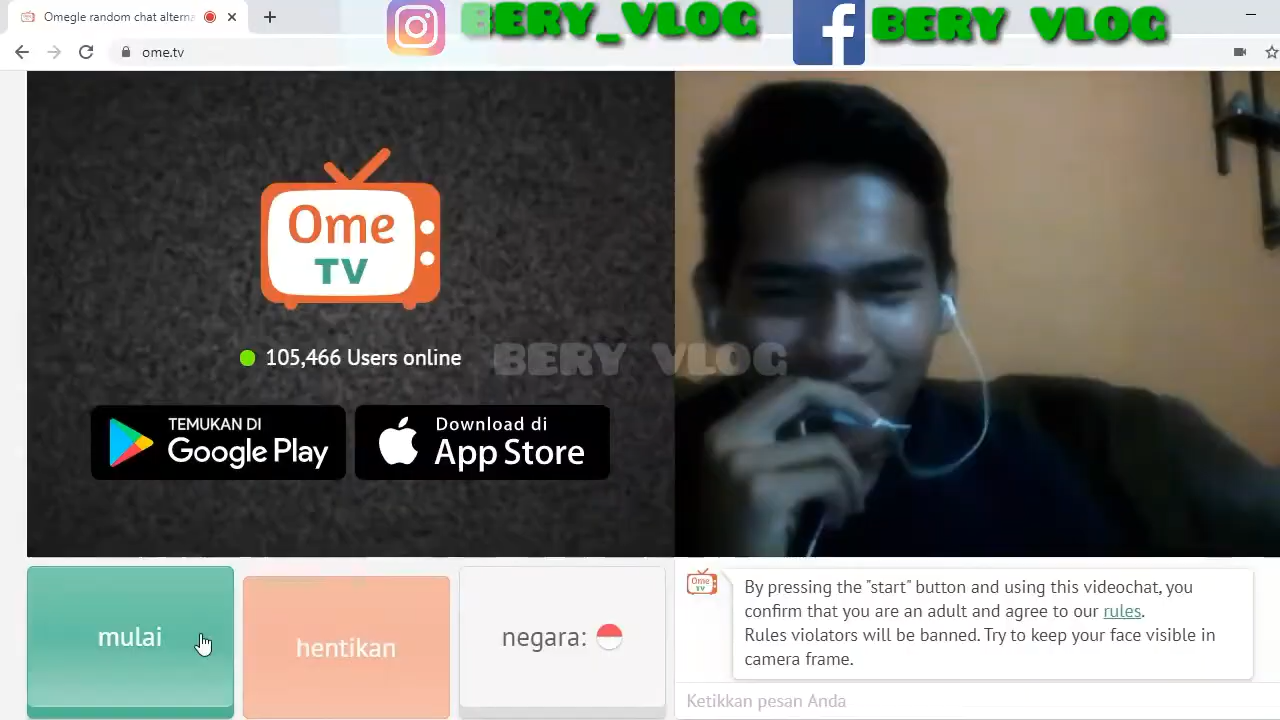 Omegle random chat alterna
BERY_VLOG
BERY VLOG
ome.tv
Ome
TV
105,466 Users online
BERY VLOG
TEMUKAN DI
Google Play
Download di
App Store
mulai
hentikan
negara:
Ome
TV
By pressing the "start" button and using this videochat, you
confirm that you are an adult and agree to our rules.
Rules violators will be banned. Try to keep your face visible in
camera frame.
Ketikkan pesan Anda